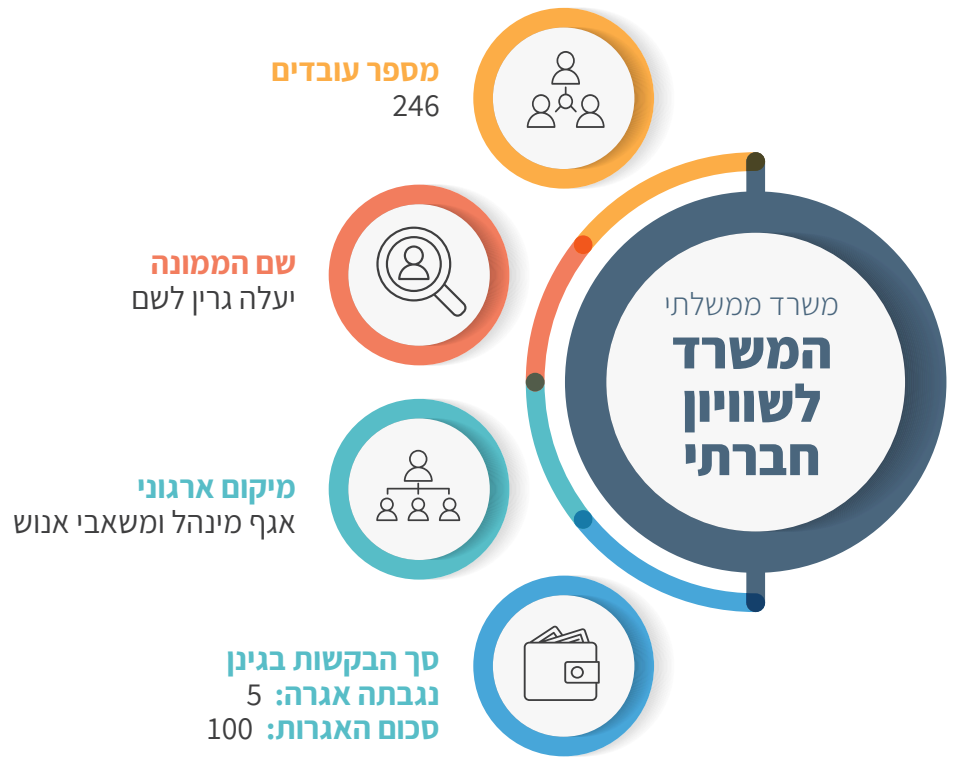 משרד ממשלתי
המשרד
לשוויון
חברתי
מספר עובדים
246
שם הממונה
יעלה גרין לשם
מיקום ארגוני
אגף מינהל ומשאבי אנוש
סך הבקשות בגינן
נגבתה אגרה: 5
סכום האגרות: 100